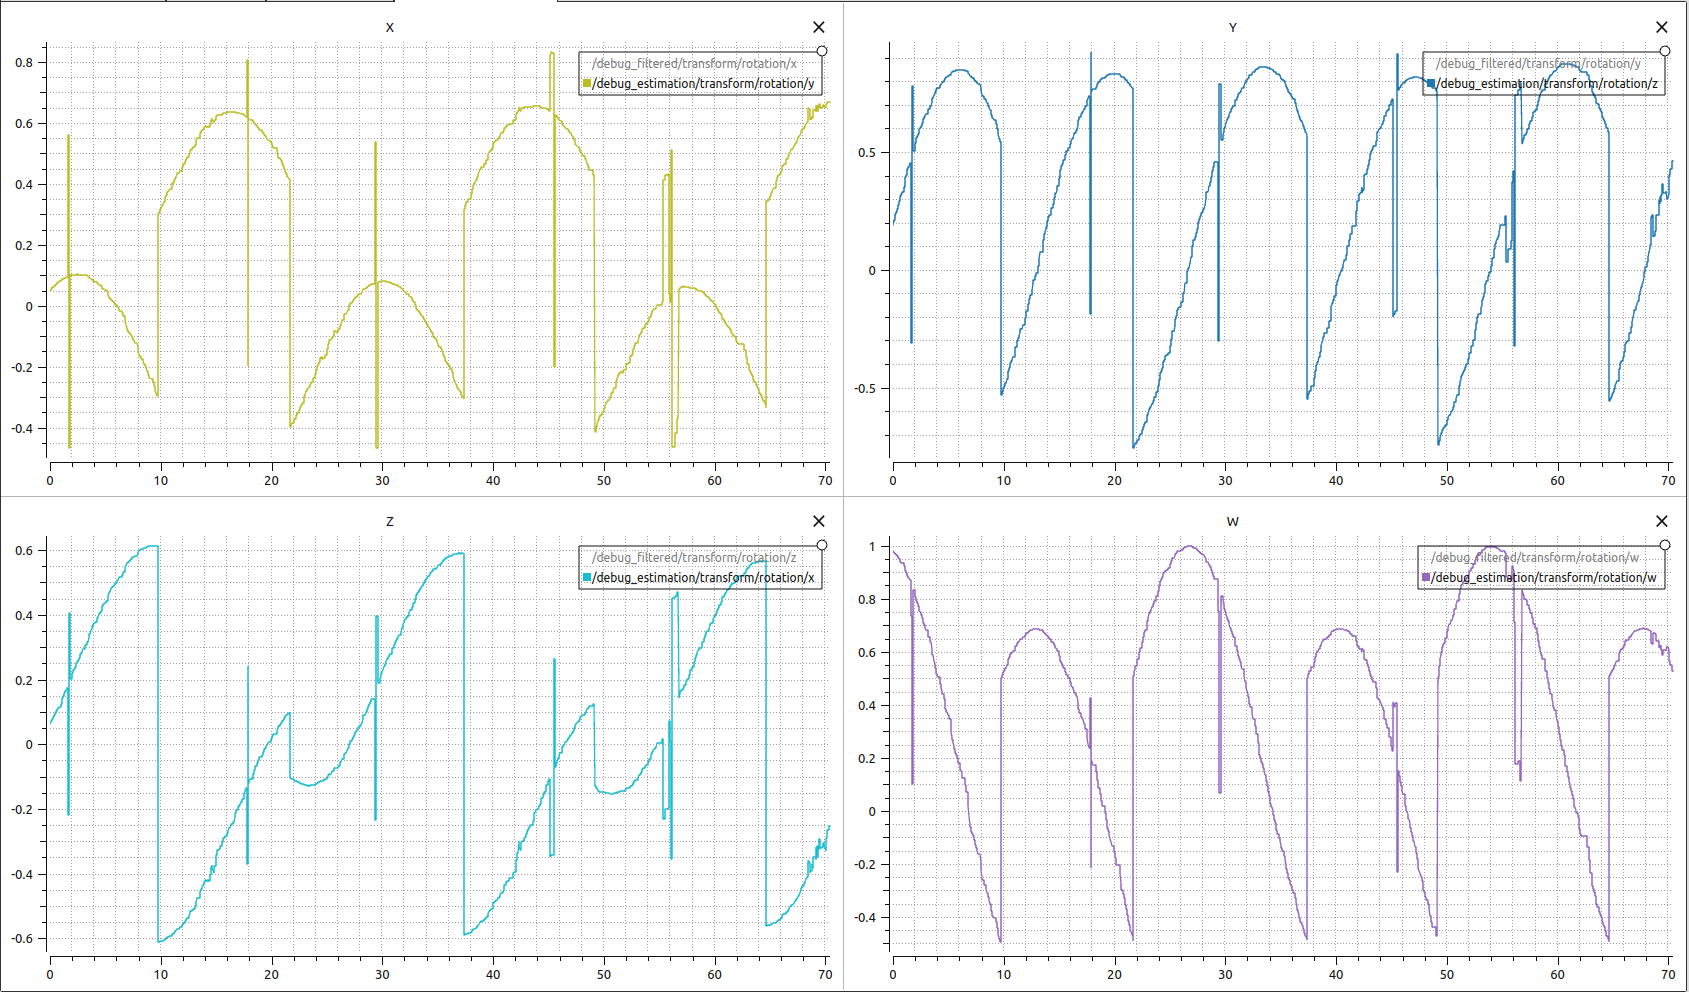 X
/debug_filtered/transform/rotation/x
/debug_estimation/transform/rotation/y
0.8
0.6
0.4
0.2
0
-0.2
-0.4
0 10 20 30 40 50 60 70
Y
/debug_filtered/transform/rotation/y
/debug_estimation/transform/rotation/z
0.5
0
-0.5
0 10 20 30 40 50 60 70
Z
/debug_filtered/transform/rotation/z
/debug_estimation/transform/rotation/x
0.6
0.4
0.2
0
-0.2
-0.4
-0.6
0 10 20 30 40 50 60 70
W
/debug_filtered/transform/rotation/w
/debug_estimation/transform/rotation/w
1
0.8
0.6
0.4
0.2
0
-0.2
-0.4
0 10 20 30 40 50 60 70